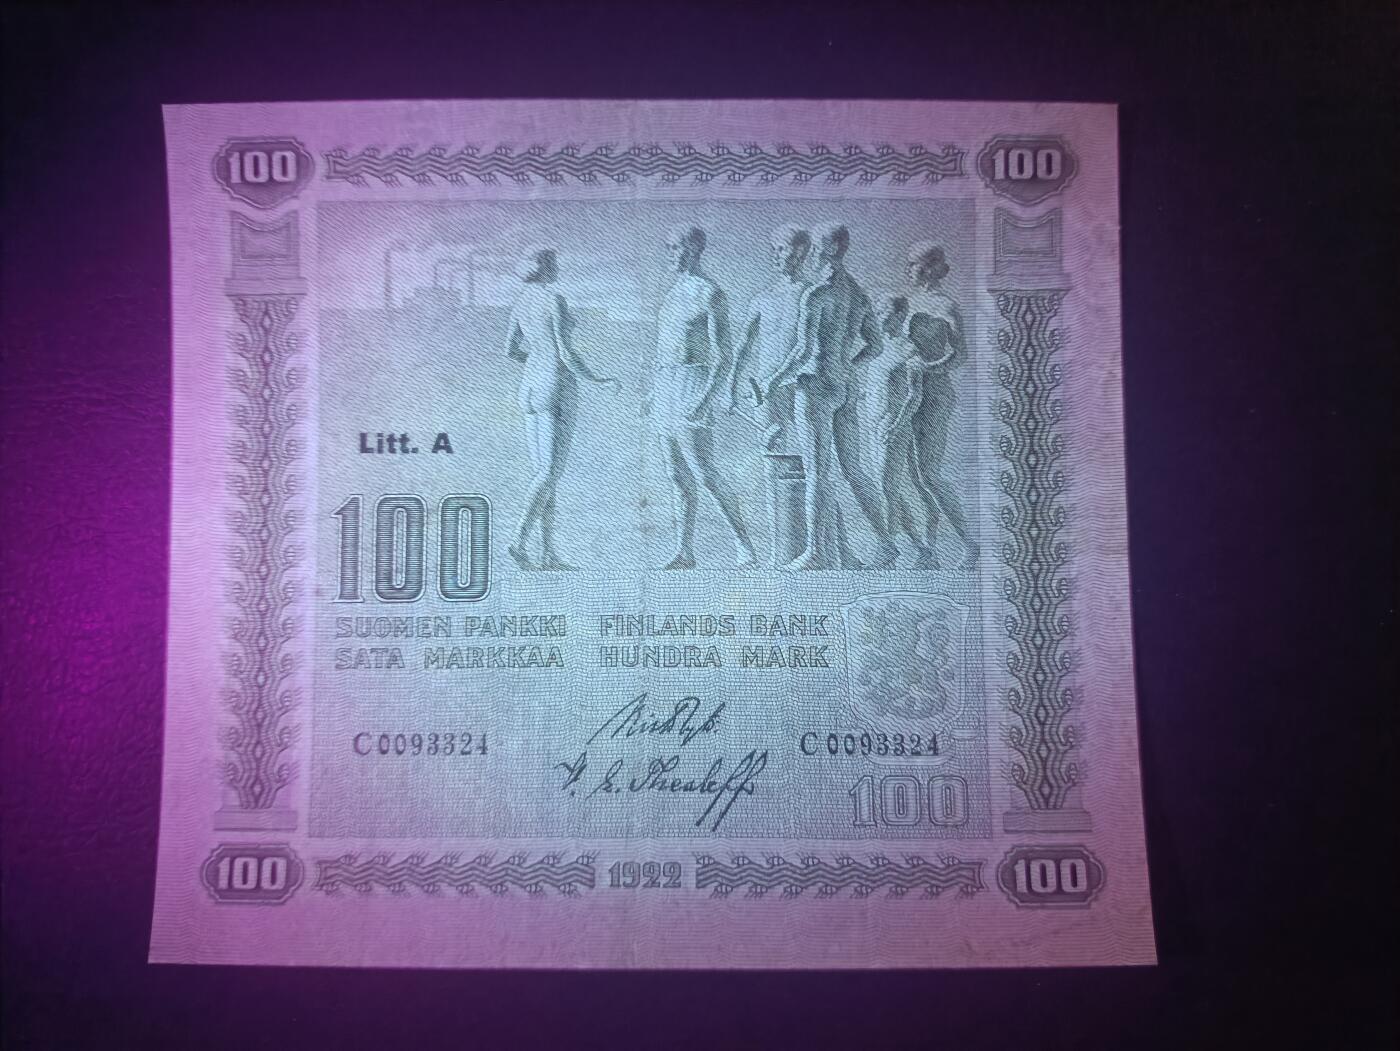 100 100
Litt. A
100
SUOMEN PANKKI FINLANDS BANK
SATA MARKKAA HUNDRA MARK
C0093324 C0093324
100
100 1922 100